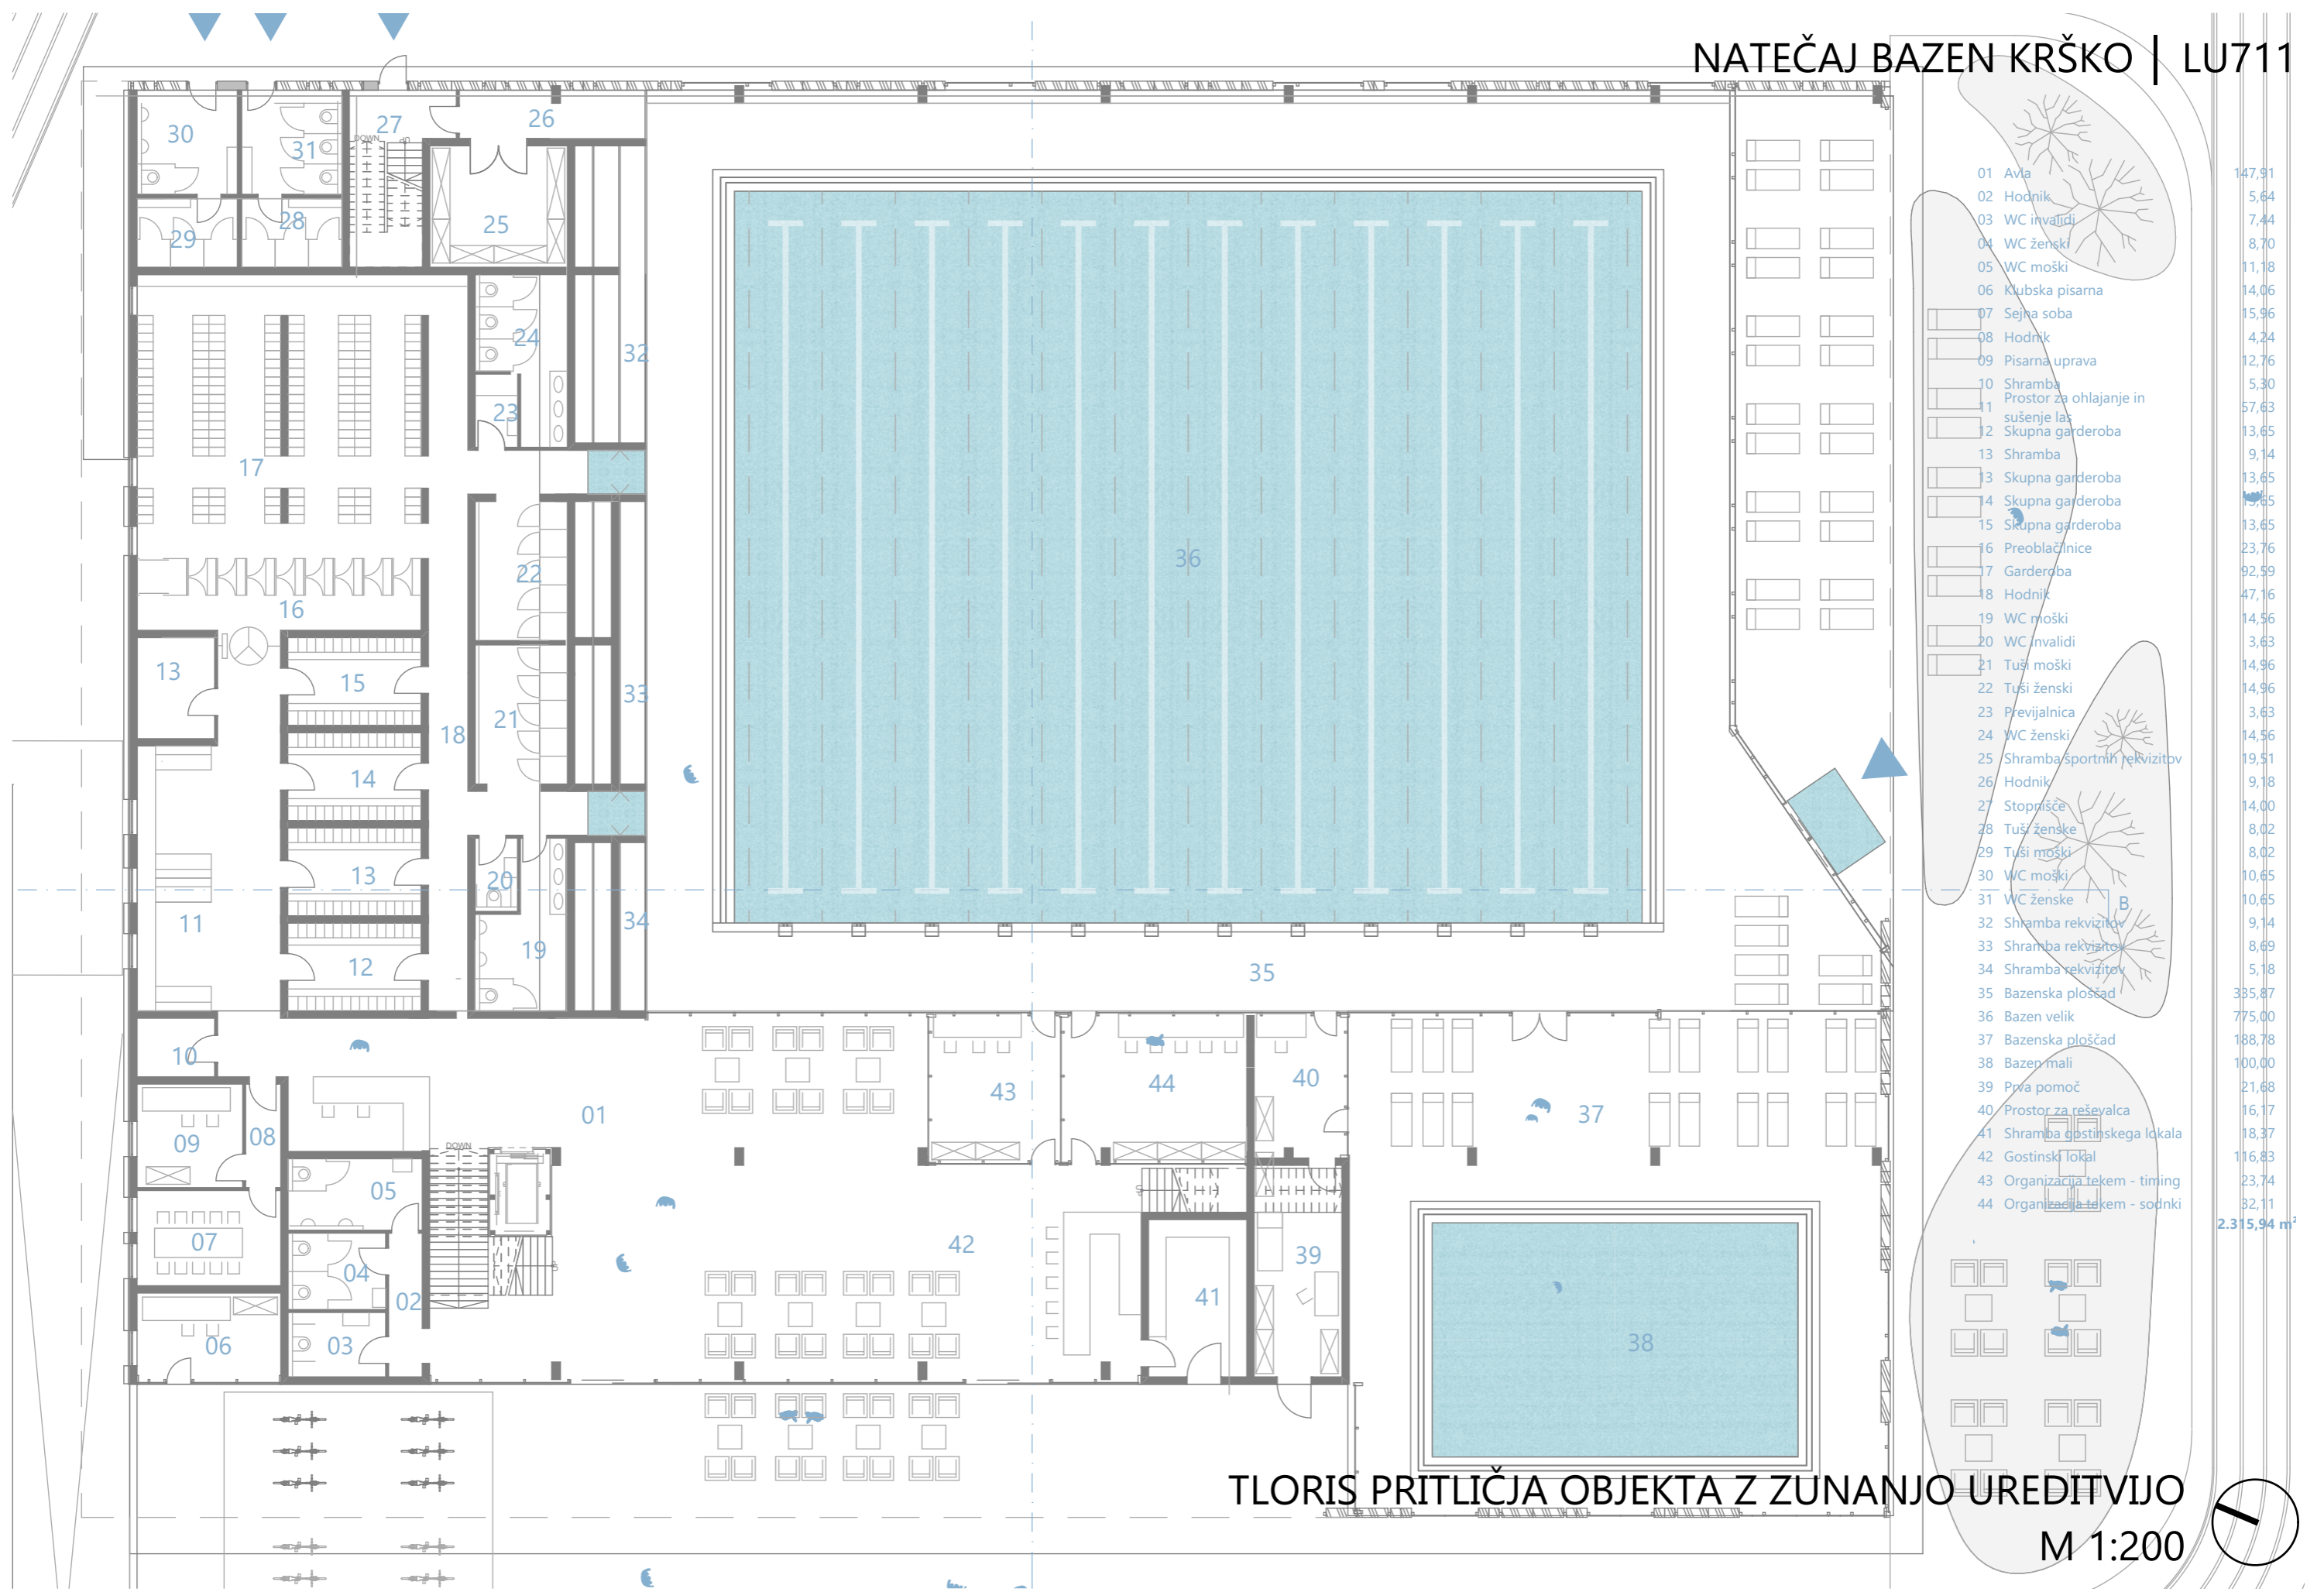 NATEČAJ BAZEN KRŠKO | LU711
01 Avla 147,91
02 Hodnik 5,64
03 WC invalidi 7,44
04 WC ženski 8,70
05 WC moški 11,18
06 Klubska pisarna 14,06
07 Sejna soba 15,96
08 Hodnik 4,24
09 Pisarna uprava 12,76
10 Shramba 5,30
11 Prostor za ohlajanje in
sušenje las 57,63
12 Skupna garderoba 13,65
13 Shramba 9,14
13 Skupna garderoba 13,65
14 Skupna garderoba
15 Skupna garderoba 13,65
16 Preoblačilnice 23,76
17 Garderoba 92,59
18 Hodnik 47,16
19 WC moški 14,56
20 WC invalidi 3,63
21 Tuši moški 14,96
22 Tuši ženski 14,96
23 Previjalnica 3,63
24 WC ženski 14,56
25 Shramba športnih rekvizitov 19,51
26 Hodnik 9,18
27 Stopnišče 14,00
28 Tuši ženske 8,02
29 Tuši moški 8,02
30 WC moški 10,65
31 WC ženske 10,65
32 Shramba rekvizitov 9,14
33 Shramba rekvizitov 8,69
34 Shramba rekvizitov 5,18
35 Bazenska ploščad 335,87
36 Bazen velik 775,00
37 Bazenska ploščad 188,78
38 Bazen mali 100,00
39 Prva pomoč 21,68
40 Prostor za reševalca 16,17
41 Shramba gostinskega lokala 18,37
42 Gostinski lokal 116,83
43 Organizacija tekem - timing 23,74
44 Organizadija tekem - sodnki 32,11
2.315,94 m²
30
31
27
DOWN
UP
26
29
28
25
24
32
23
17
36
22
16
13
15
21
33
18
14
13
20
11
34
19
12
35
B
10
01
43
44
40
37
09
08
DOWN
05
UP
07
42
39
04
UP
02
41
06
03
38
TLORIS PRITLIČJA OBJEKTA Z ZUNANJO UREDITVIJO
M 1:200